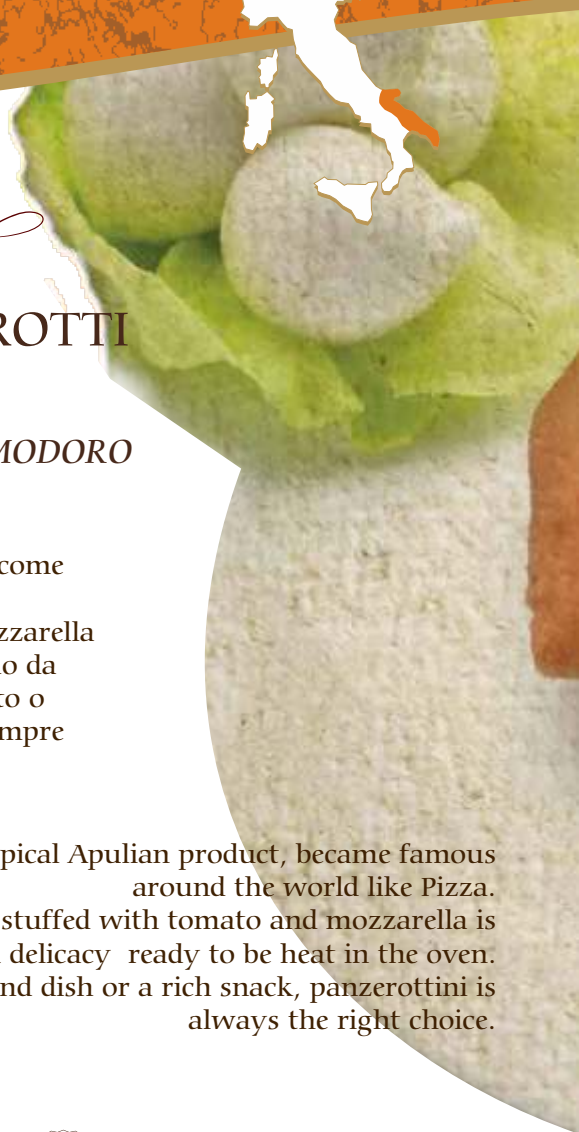 ROTTI
MODORO
come
zzarella
o da
to o
mpre
pical Apulian product, became famous
around the world like Pizza.
stuffed with tomato and mozzarella is
delicacy ready to be heat in the oven.
nd dish or a rich snack, panzerottini is
always the right choice.